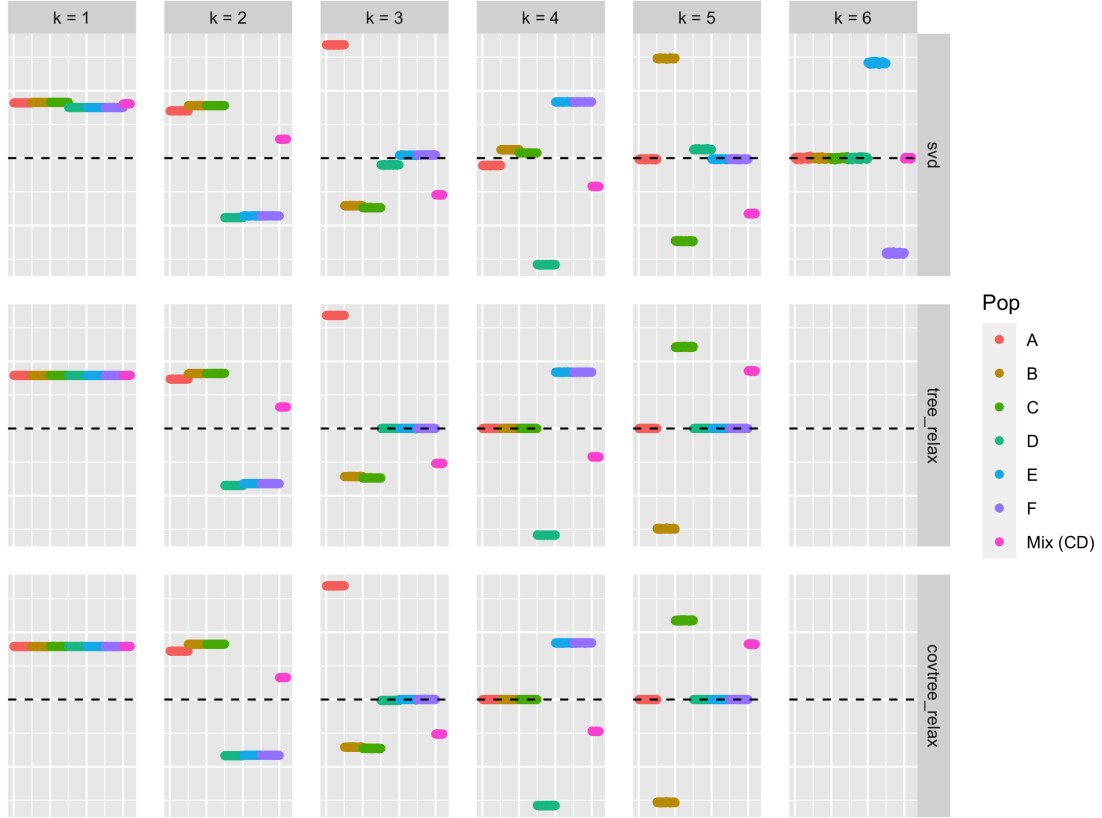 k = 1
k = 2
k = 3
k = 4
k = 5
k = 6
svd
tree_relax
covtree_relax
Pop
A
B
C
D
E
F
Mix (CD)